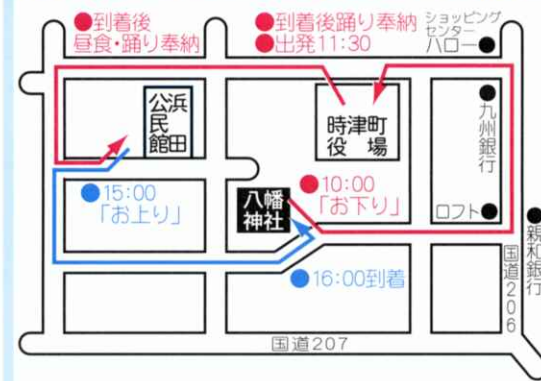 ●到着後
昼食・踊り奉納
●到着後踊り奉納
●出発11:30
ショッピング
センター
ハロー●
浜田
公民館
時津町
役場
●九州銀行
●15:00
「お上り」
八幡
神社
●10:00
「お下り」
ロフト●
●親和銀行
国道206
●16:00到着
国道207